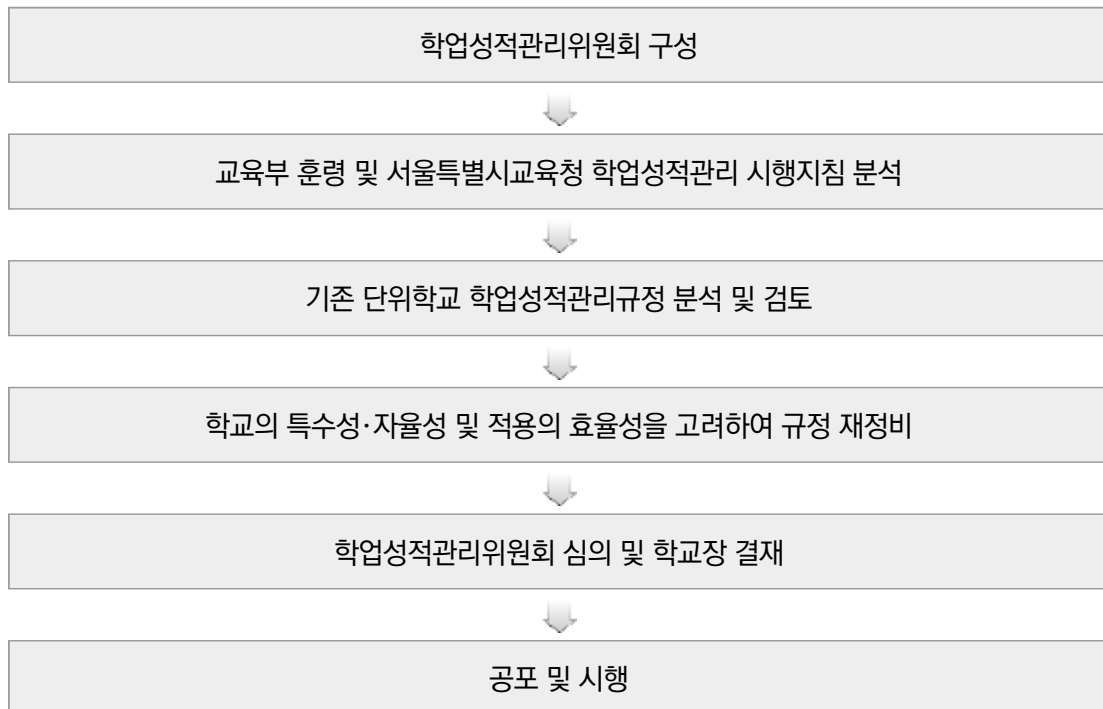 학업성적관리위원회 구성
교육부 훈령 및 서울특별시교육청 학업성적관리 시행지침 분석
기존 단위학교 학업성적관리규정 분석 및 검토
학교의 특수성·자율성 및 적용의 효율성을 고려하여 규정 재정비
학업성적관리위원회 심의 및 학교장 결재
공포 및 시행